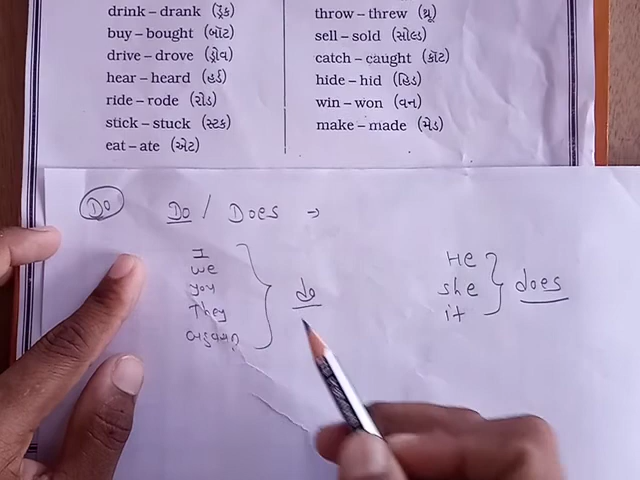 drink – drank (ડ્રૅંક)
buy – bought (બૉટ)
drive – drove (ડ્રોવ)
hear – heard (હર્ડ)
ride – rode (રોડ)
stick – stuck (સ્ટક)
eat – ate (એટ)
throw – threw (થ્રૂ)
sell – sold (સોલ્ડ)
catch – caught (કૉટ)
hide – hid (હિડ)
win – won (વન)
make – made (મેડ)
Do Do / Does →
I
we
you
They
બહુવચન
do
He
she
it
does